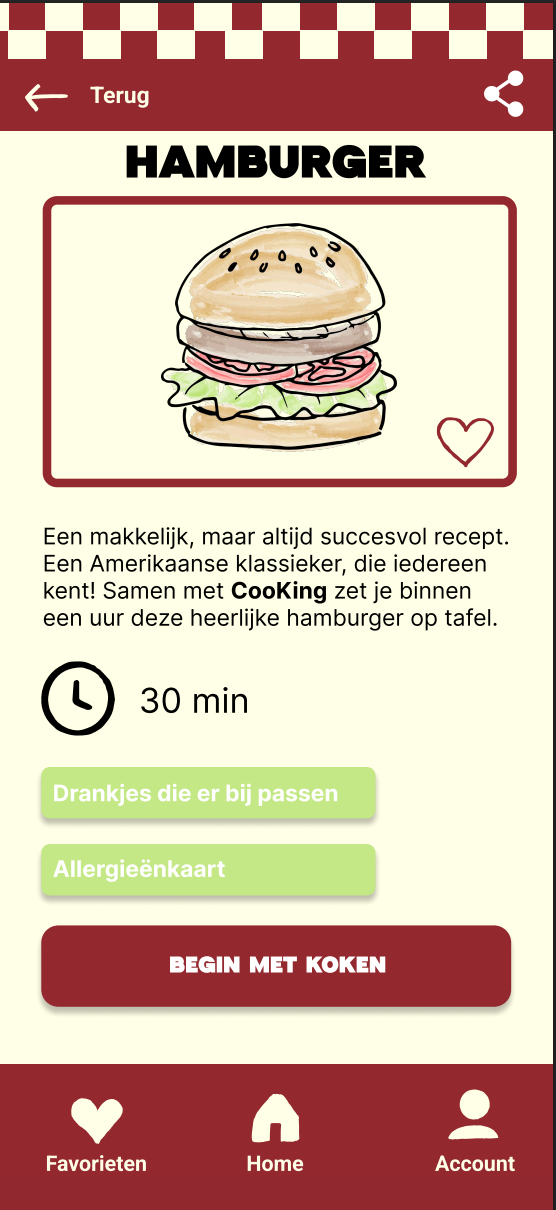 Terug
HAMBURGER
Een makkelijk, maar altijd succesvol recept.
Een Amerikaanse klassieker, die iedereen
kent! Samen met CooKing zet je binnen
een uur deze heerlijke hamburger op tafel.
30 min
Drankjes die er bij passen
Allergieënkaart
BEGIN MET KOKEN
Favorieten Home Account